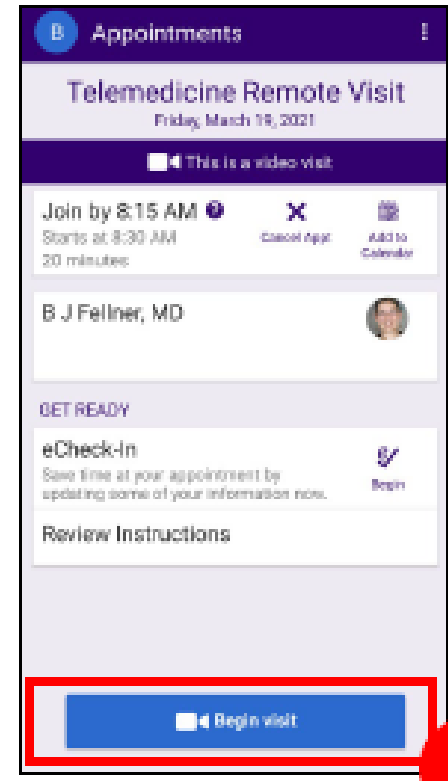 B Appointments
Telemedicine Remote Visit
Friday, March 19, 2021
This is a video visit
Join by 8:15 AM ?
Starts at 8:30 AM
20 minutes
Cancel Appt
Add to
Calendar
B J Fellner, MD
GET READY
eCheck-In
Save time at your appointment by
updating some of your information now.
Begin
Review Instructions
Begin visit